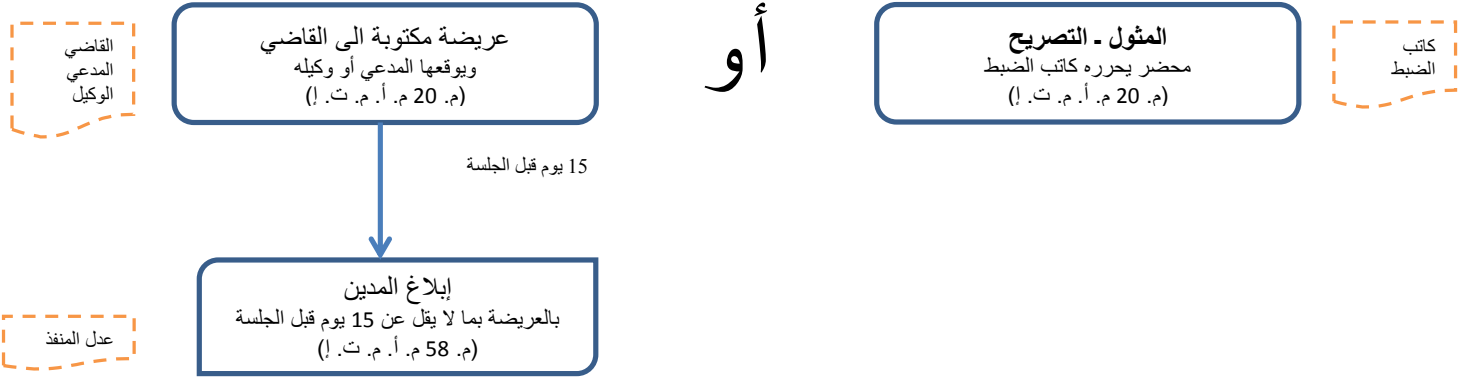 كاتب
الضبط
المثول ـ التصريح
محضر يحرره كاتب الضبط
(م. 20 م. أ. م. ت. إ)
أو
عريضة مكتوبة الى القاضي
ويوقعها المدعي أو وكيله
(م. 20 م. أ. م. ت. إ)
القاضي
المدعي
الوكيل
15 يوم قبل الجلسة
إبلاغ المدين
بالعريضة بما لا يقل عن 15 يوم قبل الجلسة
(م. 58 م. أ. م. ت. إ)
عدل المنفذ